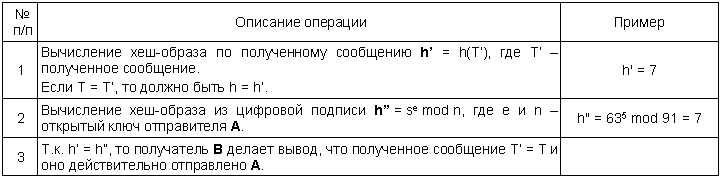 №
п/п
Описание операции
Пример
1
Вычисление хеш-образа по полученному сообщению h’ = h(T’), где T’ –
полученное сообщение.
Если T = T’, то должно быть h = h’.
h’ = 7
2
Вычисление хеш-образа из цифровой подписи h” = sᵉ mod n, где e и n –
открытый ключ отправителя A.
h” = 63⁵ mod 91 = 7
3
Т.к. h’ = h”, то получатель B делает вывод, что полученное сообщение T’ = T и
оно действительно отправлено A.